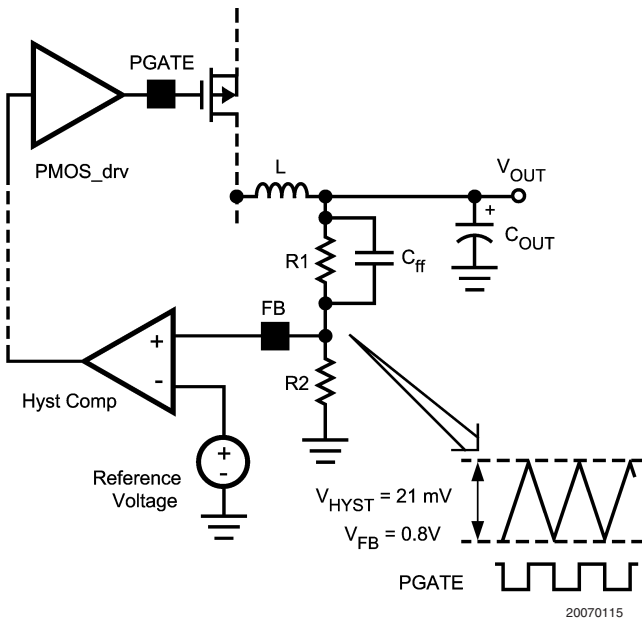 PGATE
PMOS_drv
L
VOUT
+
COUT
R1
Cff
FB
+
-
Hyst Comp
R2
+
-
Reference
Voltage
VHYST = 21 mV
VFB = 0.8V
PGATE
20070115